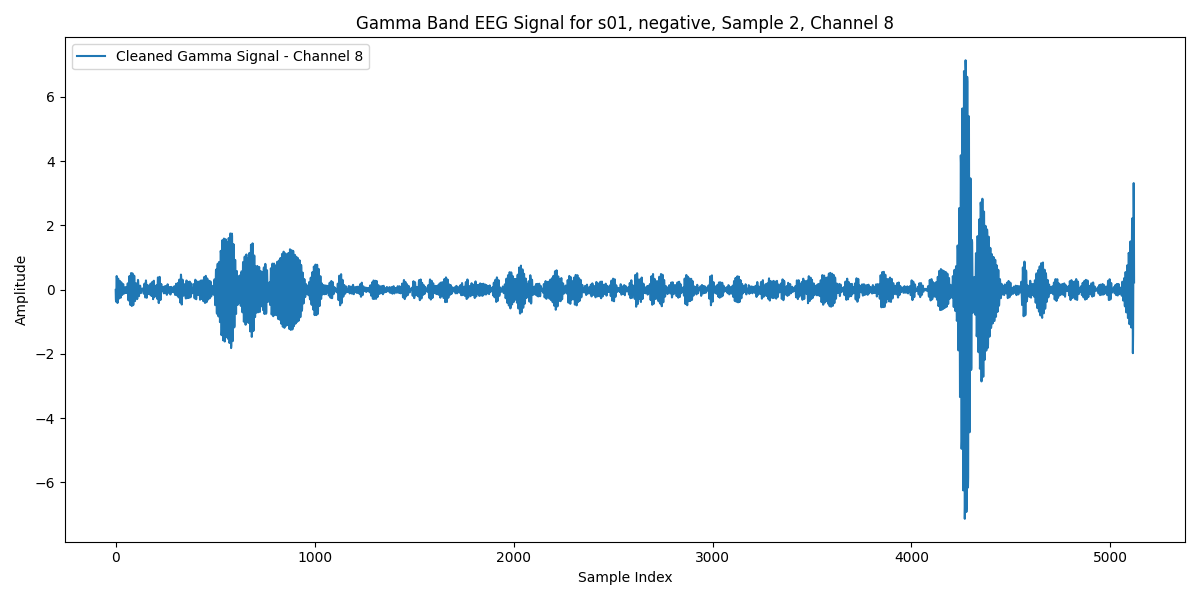 Gamma Band EEG Signal for s01, negative, Sample 2, Channel 8
Cleaned Gamma Signal - Channel 8
Amplitude
6
4
2
0
−2
−4
−6
0 1000 2000 3000 4000 5000
Sample Index